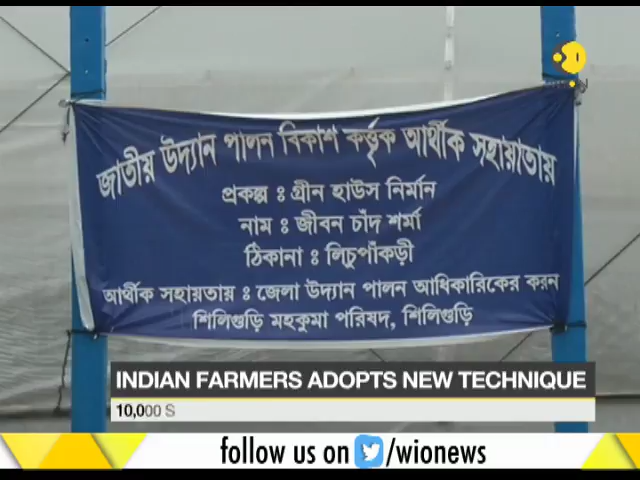 জাতীয় উদ্যান পালন বিকাশ কর্ত্তৃক আর্থীক সহায়তায়
প্রকল্প : গ্রীন হাউস নির্মান
নাম : জীবন চাঁদ শর্মা
ঠিকানা : লিচুপাঁকড়ী
আর্থীক সহায়তায় : জেলা উদ্যান পালন আধিকারিকের করন
শিলিগুড়ি মহকুমা পরিষদ, শিলিগুড়ি
INDIAN FARMERS ADOPTS NEW TECHNIQUE
10,000 S
follow us on /wionews